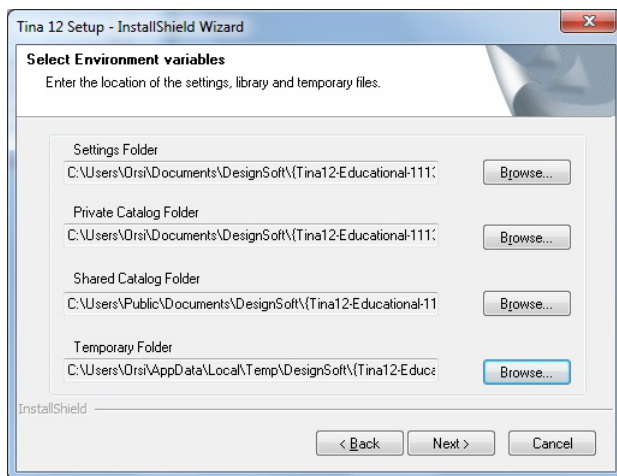 Tina 12 Setup - InstallShield Wizard
Select Environment variables
Enter the location of the settings, library and temporary files.
Settings Folder
C:\Users\Orsi\Documents\DesignSoft\{Tina12-Educational-1113
Browse...
Private Catalog Folder
C:\Users\Orsi\Documents\DesignSoft\{Tina12-Educational-1113
Browse...
Shared Catalog Folder
C:\Users\Public\Documents\DesignSoft\{Tina12-Educational-11
Browse...
Temporary Folder
C:\Users\Orsi\AppData\Local\Temp\DesignSoft\{Tina12-Educa
Browse...
InstallShield
< Back Next > Cancel